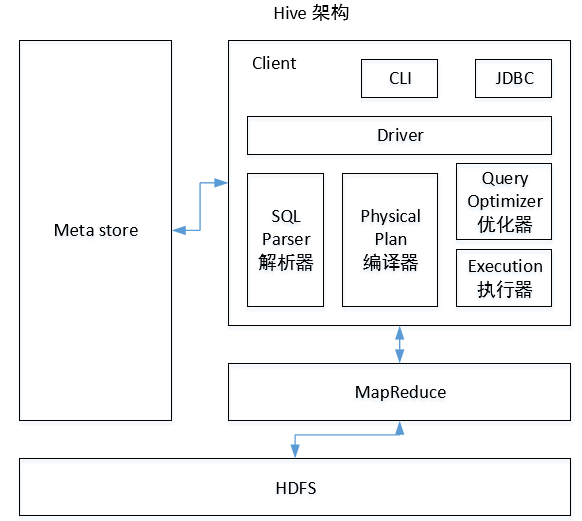 Hive 架构
Client
CLI
JDBC
Driver
Meta store
SQL
Parser
解析器
Physical
Plan
编译器
Query
Optimizer
优化器
Execution
执行器
MapReduce
HDFS